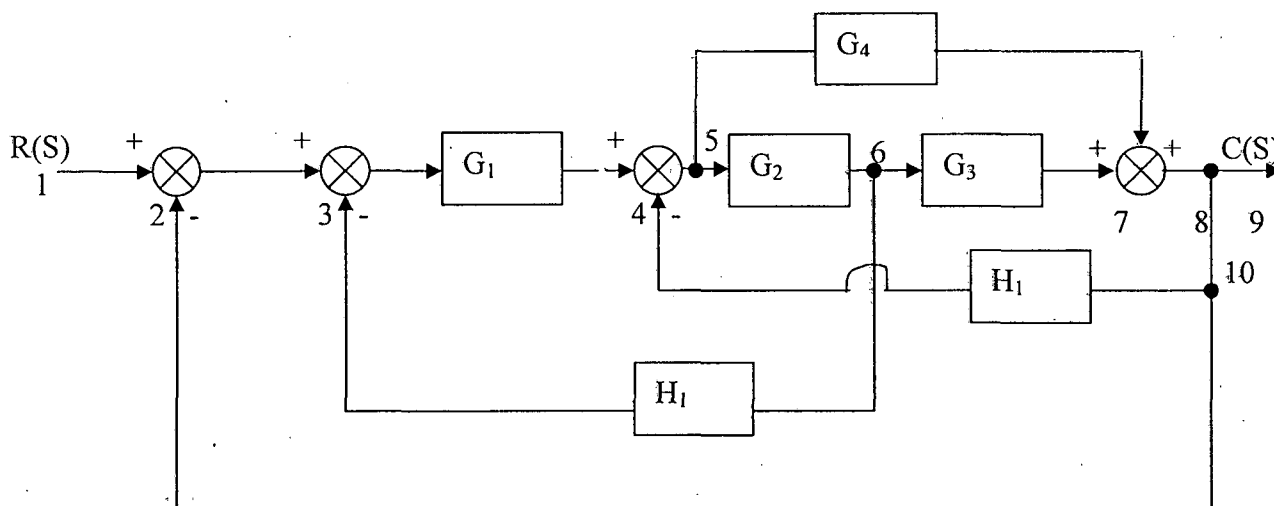 G₄
R(S)
1
+
+
G₁
+
5
G₂
6
G₃
+
+
C(S)
2
-
3
-
4
-
7
8
9
H₁
10
H₁